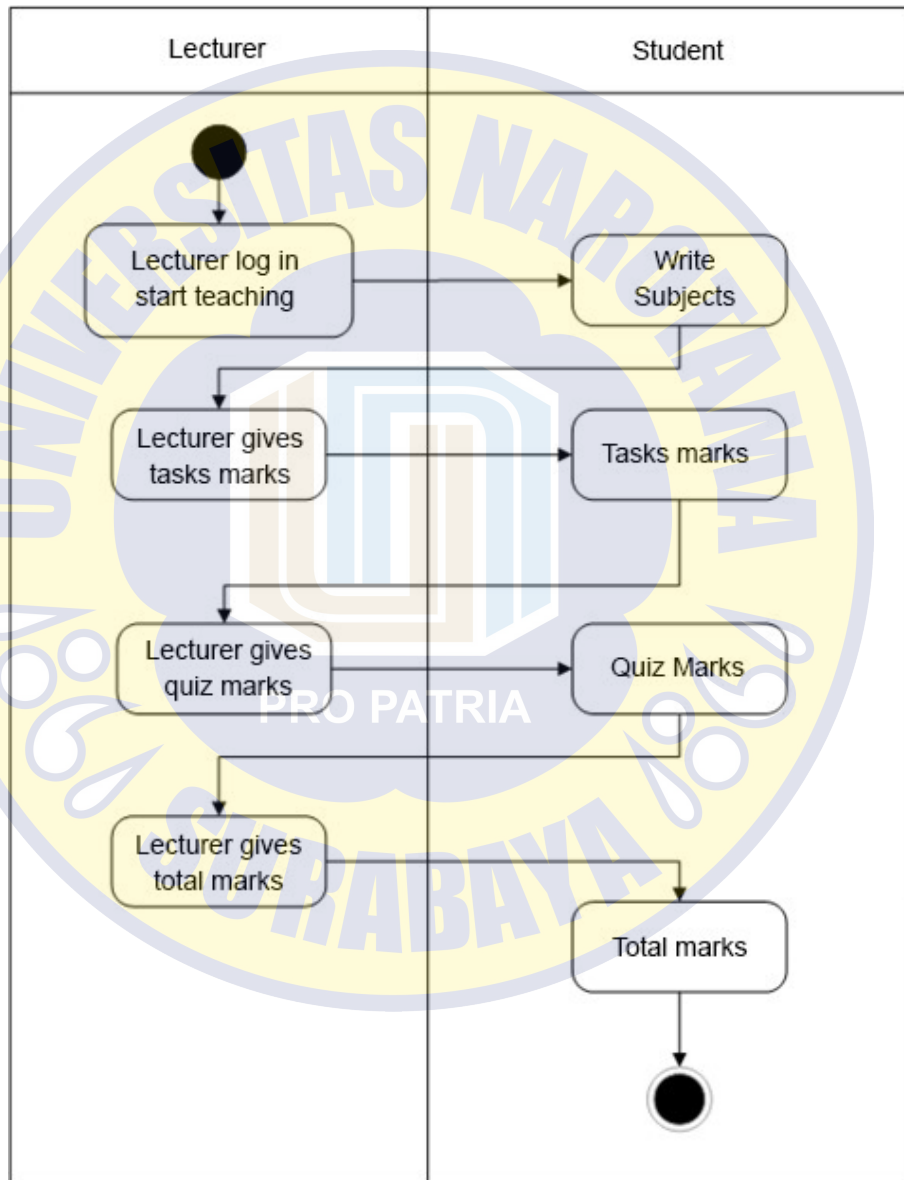 Lecturer
Student
Lecturer log in
start teaching
Write
Subjects
Lecturer gives
tasks marks
Tasks marks
Lecturer gives
quiz marks
Quiz Marks
Lecturer gives
total marks
Total marks
UNIVERSITAS NAROTAMA
PRO PATRIA
SURABAYA